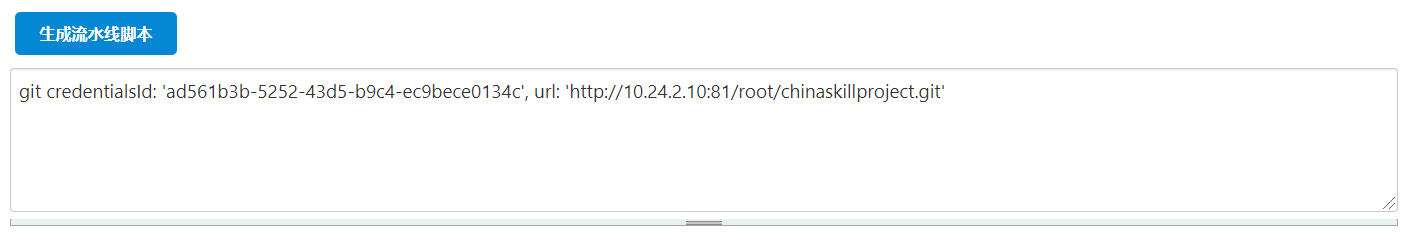 生成流水线脚本
git credentialsId: 'ad561b3b-5252-43d5-b9c4-ec9bece0134c', url: 'http://10.24.2.10:81/root/chinaskillproject.git'